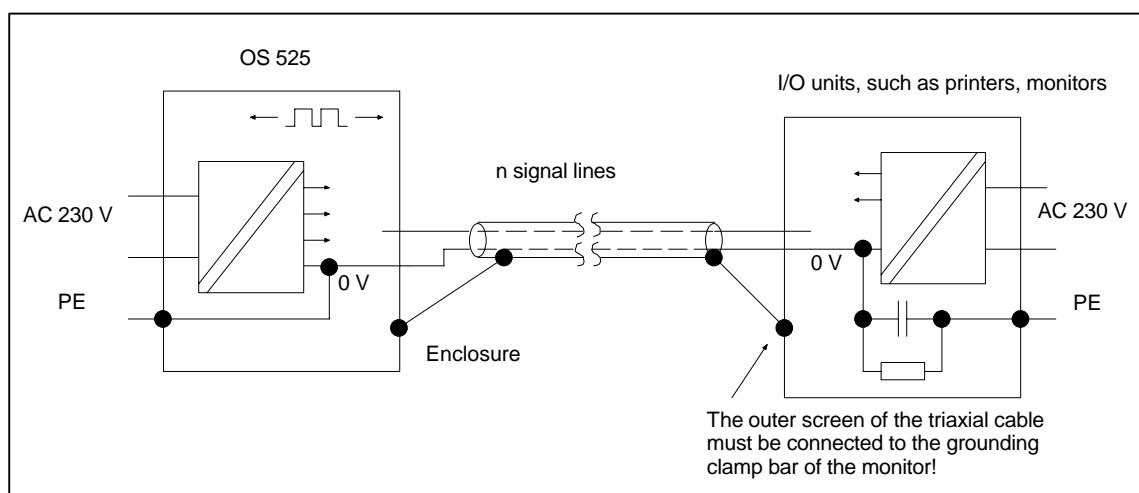 OS 525
I/O units, such as printers, monitors
n signal lines
AC 230 V
AC 230 V
0 V
0 V
PE
PE
Enclosure
The outer screen of the triaxial cable
must be connected to the grounding
clamp bar of the monitor!